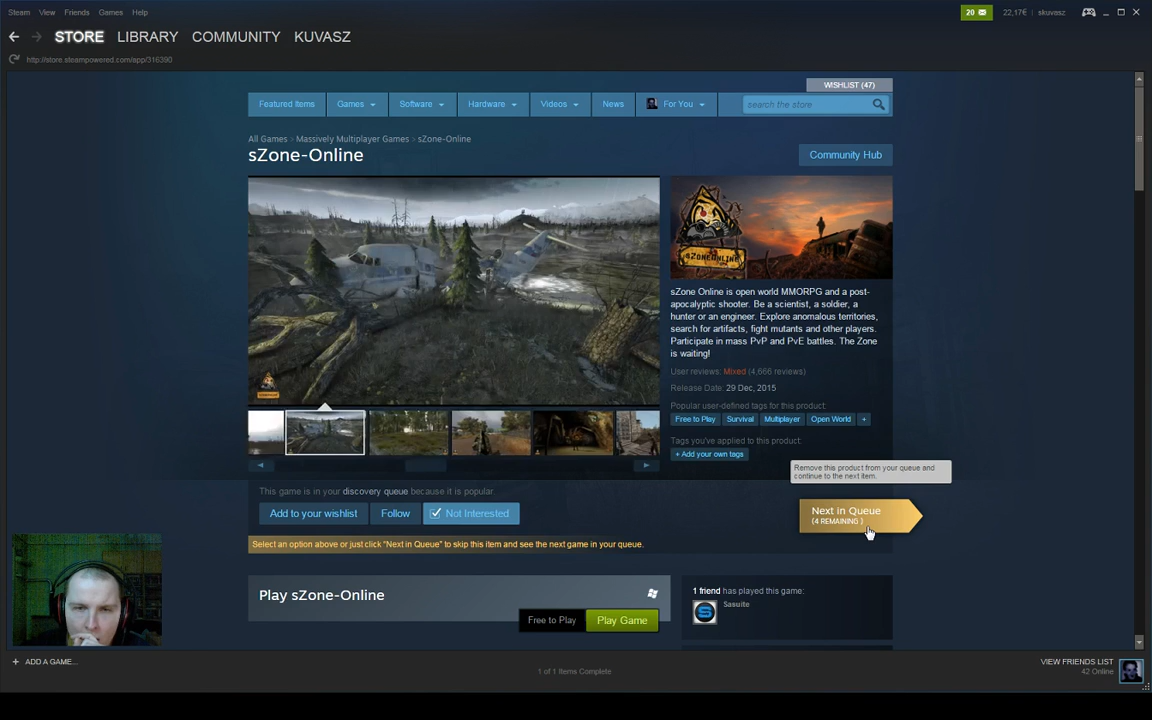 Steam View Friends Games Help
20 22,17€ skuvasz
STORE LIBRARY COMMUNITY KUVASZ
http://store.steampowered.com/app/316390
WISHLIST (47)
Featured Items Games Software Hardware Videos News For You search the store
All Games > Massively Multiplayer Games > sZone-Online
sZone-Online
Community Hub
SZONEONLINE
sZone Online is open world MMORPG and a post-
apocalyptic shooter. Be a scientist, a soldier, a
hunter or an engineer. Explore anomalous territories,
search for artifacts, fight mutants and other players.
Participate in mass PvP and PvE battles. The Zone
is waiting!
User reviews: Mixed (4,666 reviews)
Release Date: 29 Dec, 2015
Popular user-defined tags for this product:
Free to Play Survival Multiplayer Open World +
Tags you've applied to this product:
+ Add your own tags
Remove this product from your queue and
continue to the next item.
This game is in your discovery queue because it is popular
Add to your wishlist Follow Not Interested
Next in Queue
(4 REMAINING )
Select an option above or just click "Next in Queue" to skip this item and see the next game in your queue.
Play sZone-Online
Free to Play Play Game
1 friend has played this game:
Sasuite
+ ADD A GAME...
1 of 1 Items Complete
VIEW FRIENDS LIST
42 Online